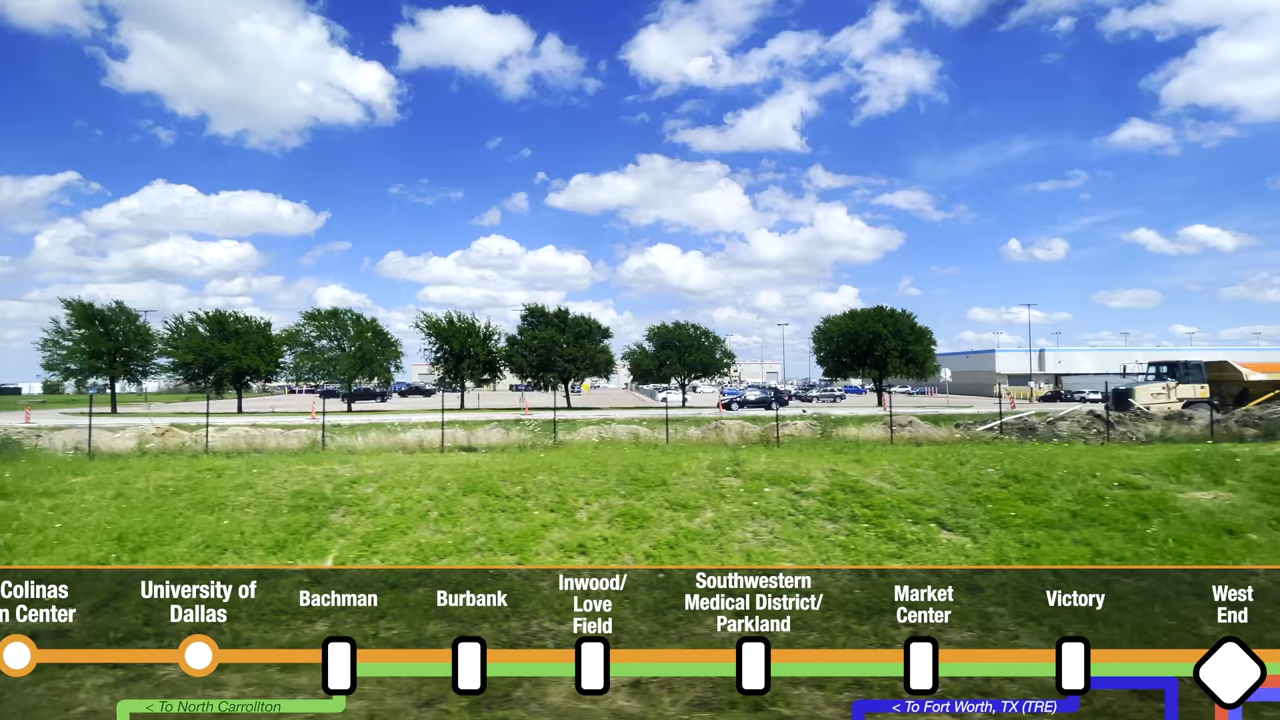 Colinas
n Center
University of
Dallas
Bachman
Burbank
Inwood/
Love
Field
Southwestern
Medical District/
Parkland
Market
Center
Victory
West
End
< To North Carrollton
< To Fort Worth, TX (TRE)